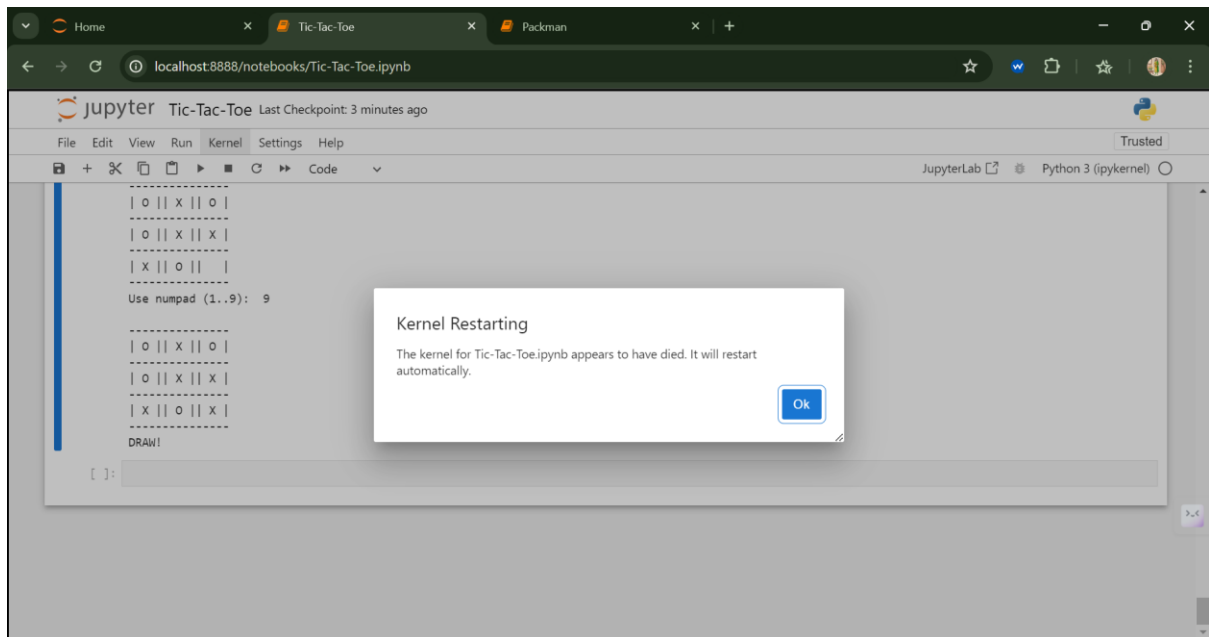 Home
Tic-Tac-Toe
Packman
localhost:8888/notebooks/Tic-Tac-Toe.ipynb
jupyter Tic-Tac-Toe Last Checkpoint: 3 minutes ago
File Edit View Run Kernel Settings Help Trusted
Code JupyterLab Python 3 (ipykernel)
---------------
| O || X || O |
---------------
| O || X || X |
---------------
| X || O ||   |
---------------
Use numpad (1..9): 9
---------------
| O || X || O |
---------------
| O || X || X |
---------------
| X || O || X |
---------------
DRAW!
[ ]:
Kernel Restarting
The kernel for Tic-Tac-Toe.ipynb appears to have died. It will restart
automatically.
Ok